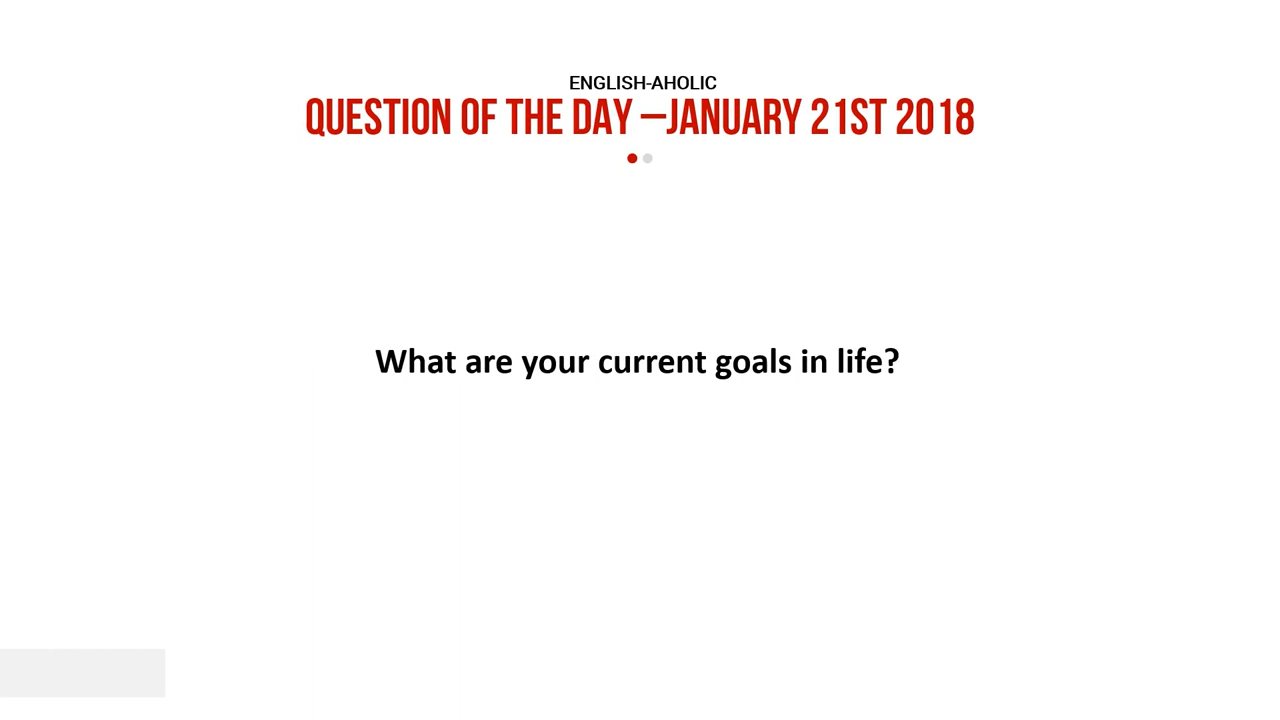 ENGLISH-AHOLIC
QUESTION OF THE DAY –JANUARY 21ST 2018
What are your current goals in life?